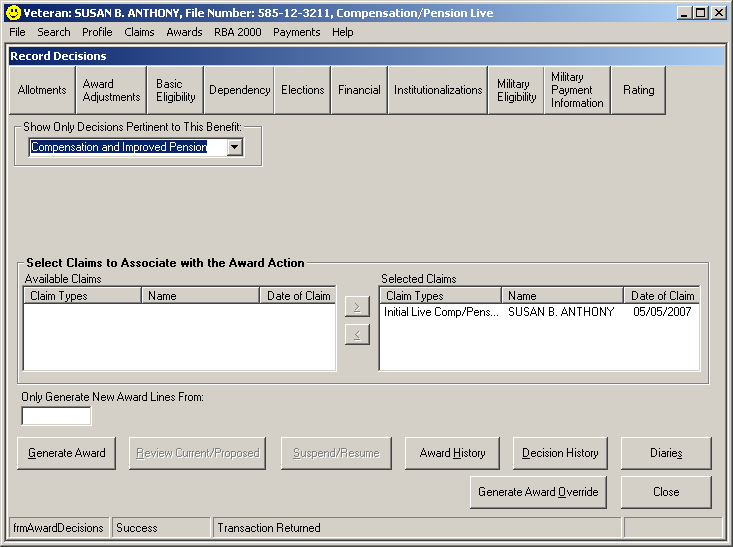 Veteran: SUSAN B. ANTHONY, File Number: 585-12-3211, Compensation/Pension Live
File Search Profile Claims Awards RBA 2000 Payments Help
Record Decisions
Allotments
Award Adjustments
Basic Eligibility
Dependency
Elections
Financial
Institutionalizations
Military Eligibility
Military Payment Information
Rating
Show Only Decisions Pertinent to This Benefit:
Compensation and Improved Pension
Select Claims to Associate with the Award Action
Available Claims
Claim Types Name Date of Claim
>
<
Selected Claims
Claim Types Name Date of Claim
Initial Live Comp/Pens... SUSAN B. ANTHONY 05/05/2007
Only Generate New Award Lines From:
Generate Award Review Current/Proposed Suspend/Resume Award History Decision History Diaries
Generate Award Override Close
frmAwardDecisions Success Transaction Returned